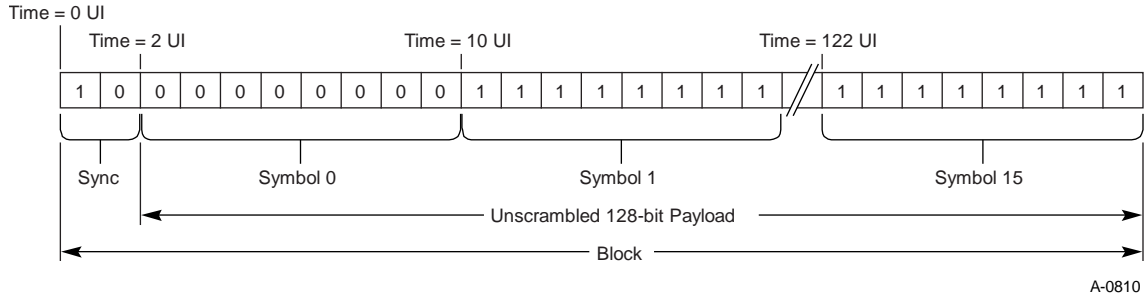 Time = 0 UI
Time = 2 UI Time = 10 UI Time = 122 UI
1 0 0 0 0 0 0 0 0 0 1 1 1 1 1 1 1 1 1 1 1 1 1 1 1 1
Sync Symbol 0 Symbol 1 Symbol 15
Unscrambled 128-bit Payload
Block
A-0810